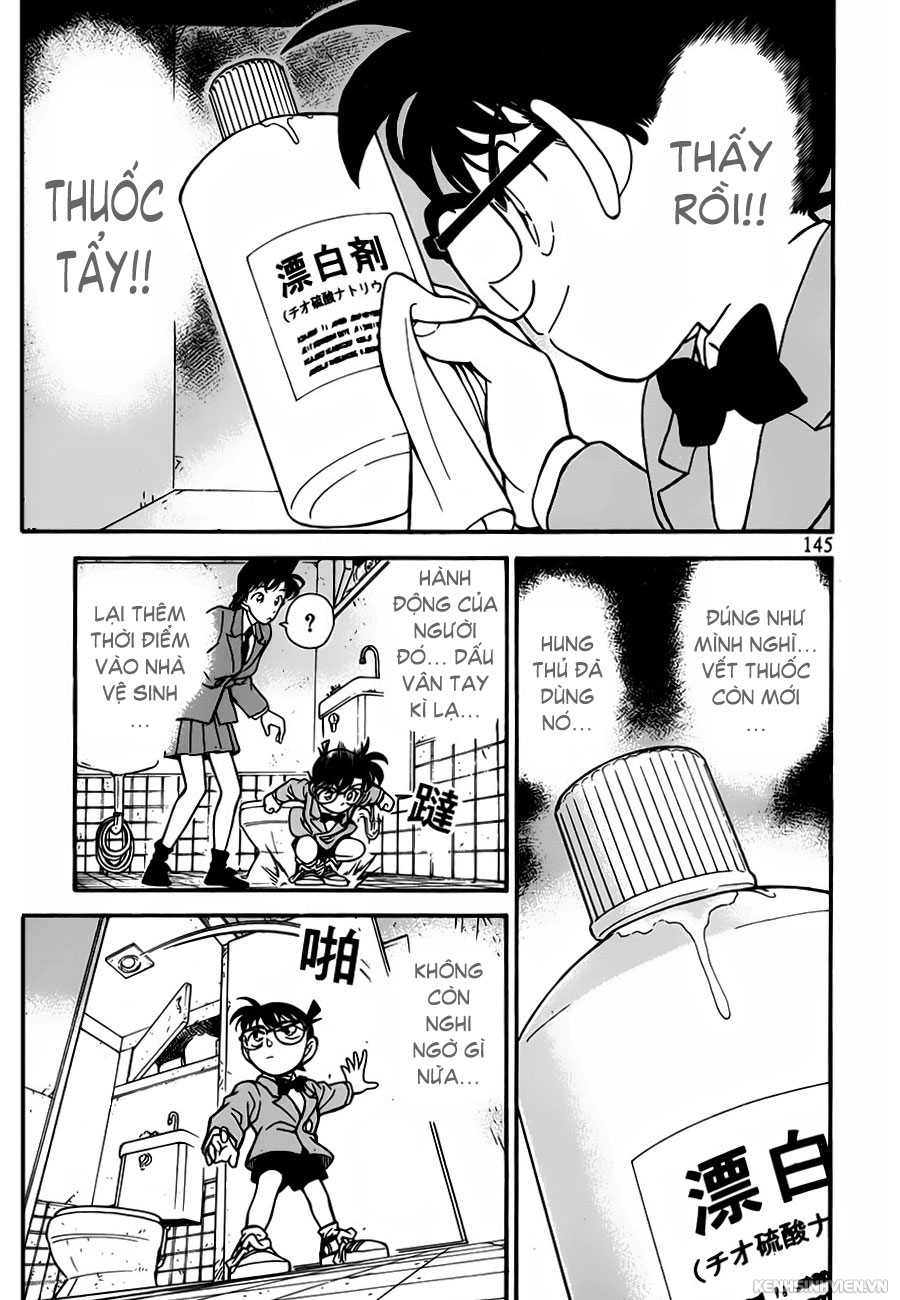 THẤY
RỒI!!
THUỐC
TẨY!!
漂白剤
(チオ硫酸ナトリウ
145
ĐÚNG NHƯ
MÌNH NGHĨ...
VẾT THUỐC
CÒN MỚI
...
HUNG
THỦ ĐÃ
DÙNG
NÓ...
漂白
(チオ硫酸ナ
HÀNH
ĐỘNG CỦA
NGƯỜI
ĐÓ... DẤU
VÂN TAY
KÌ LẠ...
?
LẠI THÊM
THỜI ĐIỂM
VÀO NHÀ
VỆ SINH
...
躂
啪
KHÔNG
CÒN
NGHI
NGỜ GÌ
NỮA...
KENHSINHVIEN.VN